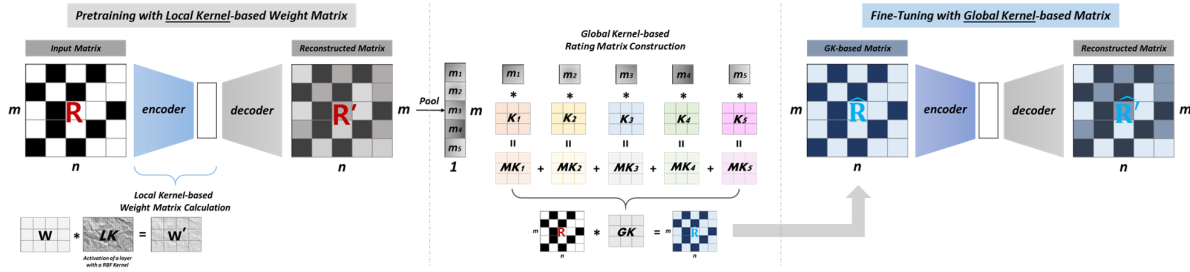 Pretraining with Local Kernel-based Weight Matrix
Input Matrix
Reconstructed Matrix
m
R
encoder
decoder
R'
m
n
n
Local Kernel-based
Weight Matrix Calculation
W * LK = W'
Activation of a layer
with a RBF Kernel
Global Kernel-based
Rating Matrix Construction
Pool
m1
m2
m3
m4
m5
m
1
m1 m2 m3 m4 m5
* * * * *
K1 K2 K3 K4 K5
= = = = =
MK1 + MK2 + MK3 + MK4 + MK5
m R * GK = m R̂
n n
Fine-Tuning with Global Kernel-based Matrix
GK-based Matrix
Reconstructed Matrix
m
R̂
encoder
decoder
R̂'
m
n
n